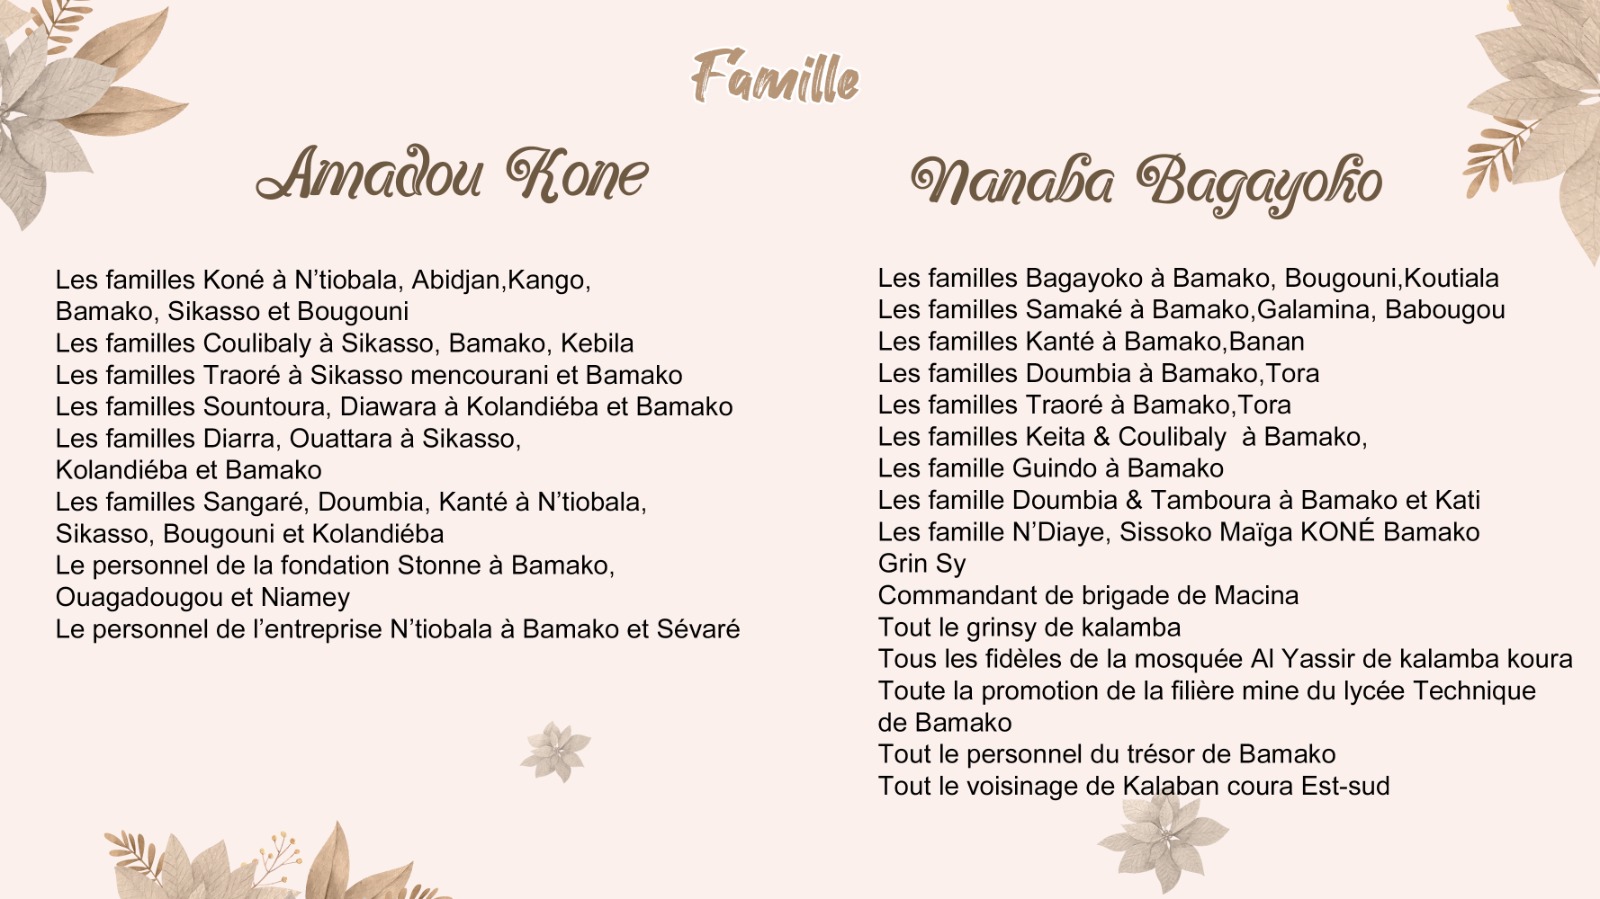 Famille
Amadou Kone
Les familles Koné à N’tiobala, Abidjan,Kango,
Bamako, Sikasso et Bougouni
Les familles Coulibaly à Sikasso, Bamako, Kebila
Les familles Traoré à Sikasso mencourani et Bamako
Les familles Sountoura, Diawara à Kolandiéba et Bamako
Les familles Diarra, Ouattara à Sikasso,
Kolandiéba et Bamako
Les familles Sangaré, Doumbia, Kanté à N’tiobala,
Sikasso, Bougouni et Kolandiéba
Le personnel de la fondation Stonne à Bamako,
Ouagadougou et Niamey
Le personnel de l’entreprise N’tiobala à Bamako et Sévaré
Nanaba Bagayoko
Les familles Bagayoko à Bamako, Bougouni,Koutiala
Les familles Samaké à Bamako,Galamina, Babougou
Les familles Kanté à Bamako,Banan
Les familles Doumbia à Bamako,Tora
Les familles Traoré à Bamako,Tora
Les familles Keita & Coulibaly  à Bamako,
Les famille Guindo à Bamako
Les famille Doumbia & Tamboura à Bamako et Kati
Les famille N’Diaye, Sissoko Maïga KONÉ Bamako
Grin Sy
Commandant de brigade de Macina
Tout le grinsy de kalamba
Tous les fidèles de la mosquée Al Yassir de kalamba koura
Toute la promotion de la filière mine du lycée Technique
de Bamako
Tout le personnel du trésor de Bamako
Tout le voisinage de Kalaban coura Est-sud